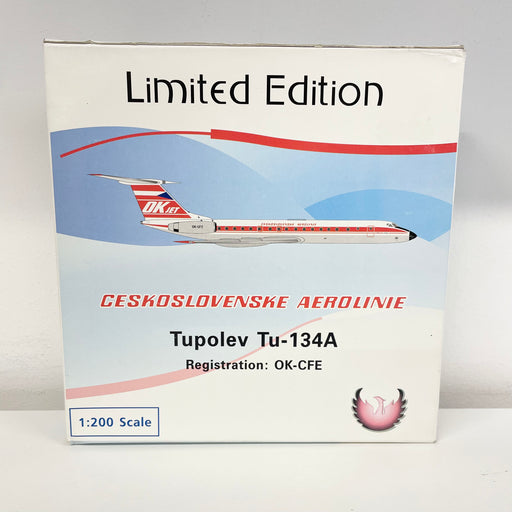 Limited Edition
OK JET
CESKOSLOVENSKE AEROLINIE
Tupolev Tu-134A
Registration: OK-CFE
1:200 Scale